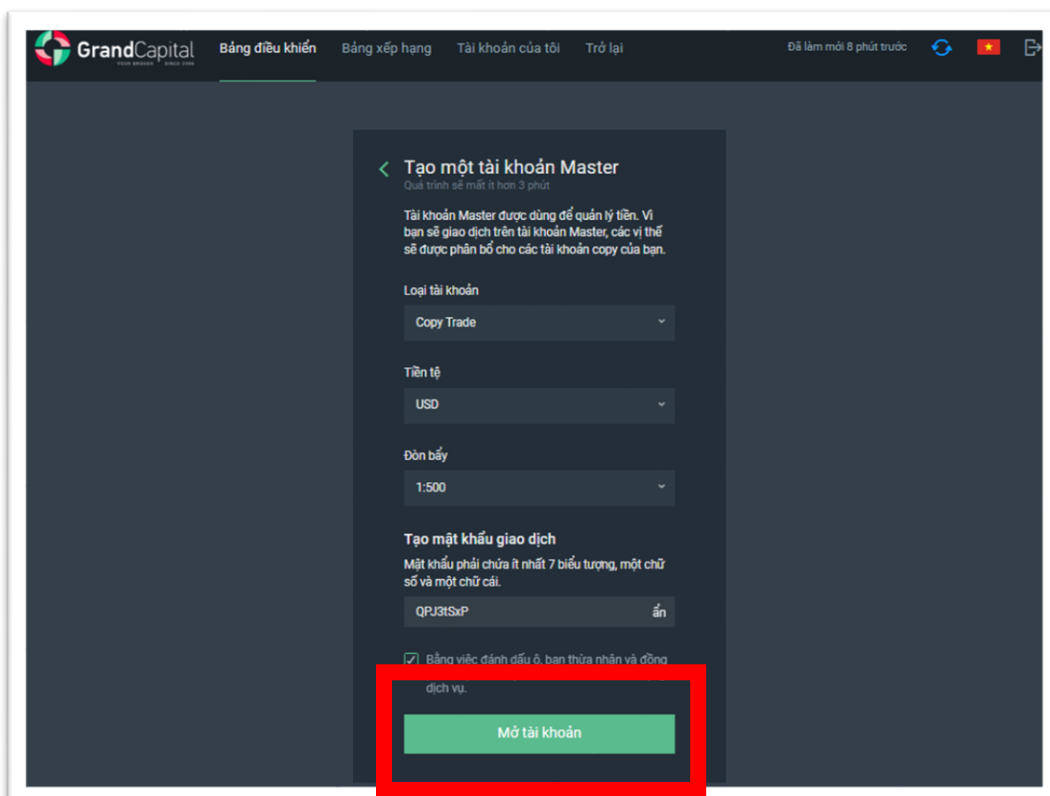 GrandCapital
Bảng điều khiển
Bảng xếp hạng
Tài khoản của tôi
Trở lại
Đã làm mới 8 phút trước
Tạo một tài khoản Master
Quá trình sẽ mất ít hơn 3 phút
Tài khoản Master được dùng để quản lý tiền. Vì
bạn sẽ giao dịch trên tài khoản Master, các vị thế
sẽ được phân bổ cho các tài khoản copy của bạn.
Loại tài khoản
Copy Trade
Tiền tệ
USD
Đòn bẩy
1:500
Tạo mật khẩu giao dịch
Mật khẩu phải chứa ít nhất 7 biểu tượng, một chữ
số và một chữ cái.
QPJ3tSxP
ẩn
Bằng việc đánh dấu ô, bạn thừa nhận và đồng
dịch vụ.
Mở tài khoản